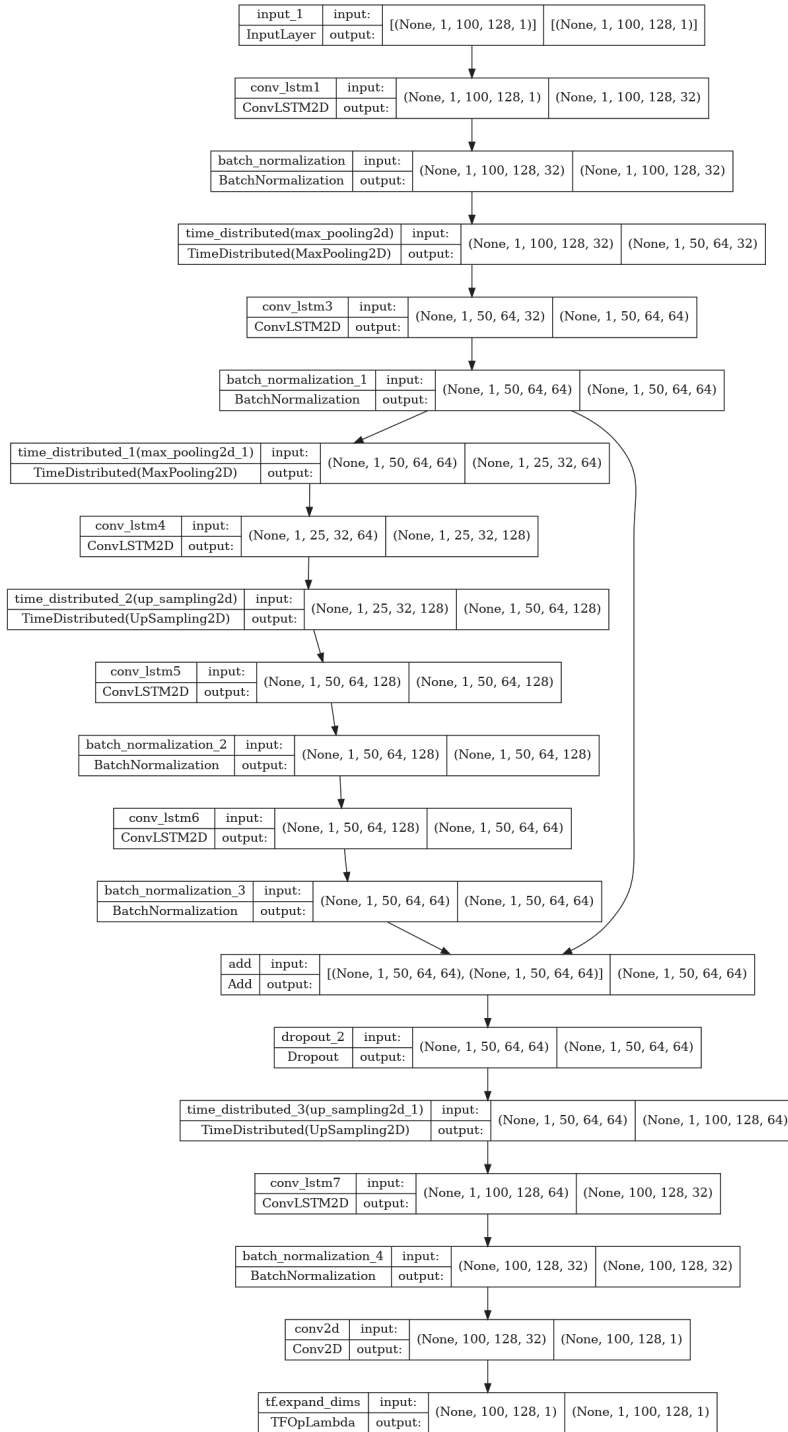 input_1 input: [(None, 1, 100, 128, 1)] [(None, 1, 100, 128, 1)]
InputLayer output:
conv_lstm1 input: (None, 1, 100, 128, 1) (None, 1, 100, 128, 32)
ConvLSTM2D output:
batch_normalization input: (None, 1, 100, 128, 32) (None, 1, 100, 128, 32)
BatchNormalization output:
time_distributed(max_pooling2d) input: (None, 1, 100, 128, 32) (None, 1, 50, 64, 32)
TimeDistributed(MaxPooling2D) output:
conv_lstm3 input: (None, 1, 50, 64, 32) (None, 1, 50, 64, 64)
ConvLSTM2D output:
batch_normalization_1 input: (None, 1, 50, 64, 64) (None, 1, 50, 64, 64)
BatchNormalization output:
time_distributed_1(max_pooling2d_1) input: (None, 1, 50, 64, 64) (None, 1, 25, 32, 64)
TimeDistributed(MaxPooling2D) output:
conv_lstm4 input: (None, 1, 25, 32, 64) (None, 1, 25, 32, 128)
ConvLSTM2D output:
time_distributed_2(up_sampling2d) input: (None, 1, 25, 32, 128) (None, 1, 50, 64, 128)
TimeDistributed(UpSampling2D) output:
conv_lstm5 input: (None, 1, 50, 64, 128) (None, 1, 50, 64, 128)
ConvLSTM2D output:
batch_normalization_2 input: (None, 1, 50, 64, 128) (None, 1, 50, 64, 128)
BatchNormalization output:
conv_lstm6 input: (None, 1, 50, 64, 128) (None, 1, 50, 64, 64)
ConvLSTM2D output:
batch_normalization_3 input: (None, 1, 50, 64, 64) (None, 1, 50, 64, 64)
BatchNormalization output:
add input: [(None, 1, 50, 64, 64), (None, 1, 50, 64, 64)] (None, 1, 50, 64, 64)
Add output:
dropout_2 input: (None, 1, 50, 64, 64) (None, 1, 50, 64, 64)
Dropout output:
time_distributed_3(up_sampling2d_1) input: (None, 1, 50, 64, 64) (None, 1, 100, 128, 64)
TimeDistributed(UpSampling2D) output:
conv_lstm7 input: (None, 1, 100, 128, 64) (None, 100, 128, 32)
ConvLSTM2D output:
batch_normalization_4 input: (None, 100, 128, 32) (None, 100, 128, 32)
BatchNormalization output:
conv2d input: (None, 100, 128, 32) (None, 100, 128, 1)
Conv2D output:
tf.expand_dims input: (None, 100, 128, 1) (None, 1, 100, 128, 1)
TFOpLambda output: